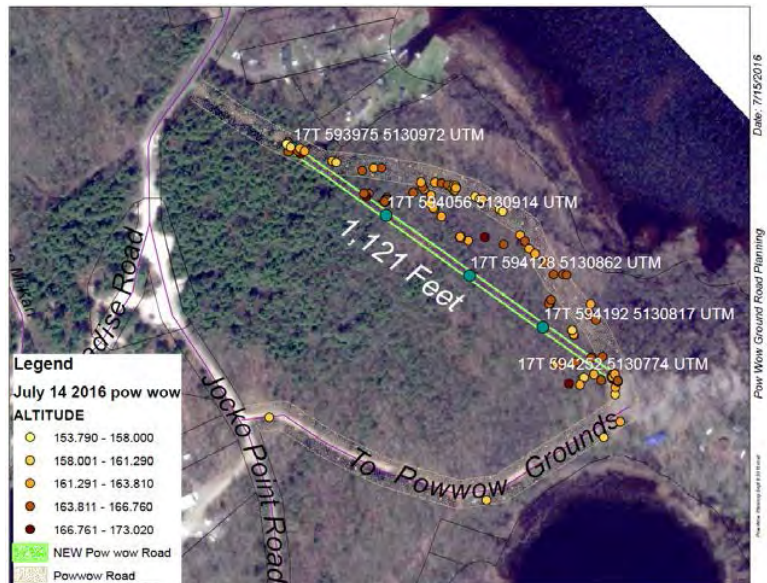 17T 593975 5130972 UTM
17T 594056 5130914 UTM
1,121 Feet
17T 594128 5130862 UTM
17T 594192 5130817 UTM
17T 594252 5130774 UTM
Jocko Point Road
To Powwow Grounds
Legend
July 14 2016 pow wow
ALTITUDE
153.790 - 158.000
158.001 - 161.290
161.291 - 163.810
163.811 - 166.760
166.761 - 173.020
NEW Pow wow Road
Powwow Road
Date: 7/15/2016
Pow Wow Ground Road Planning